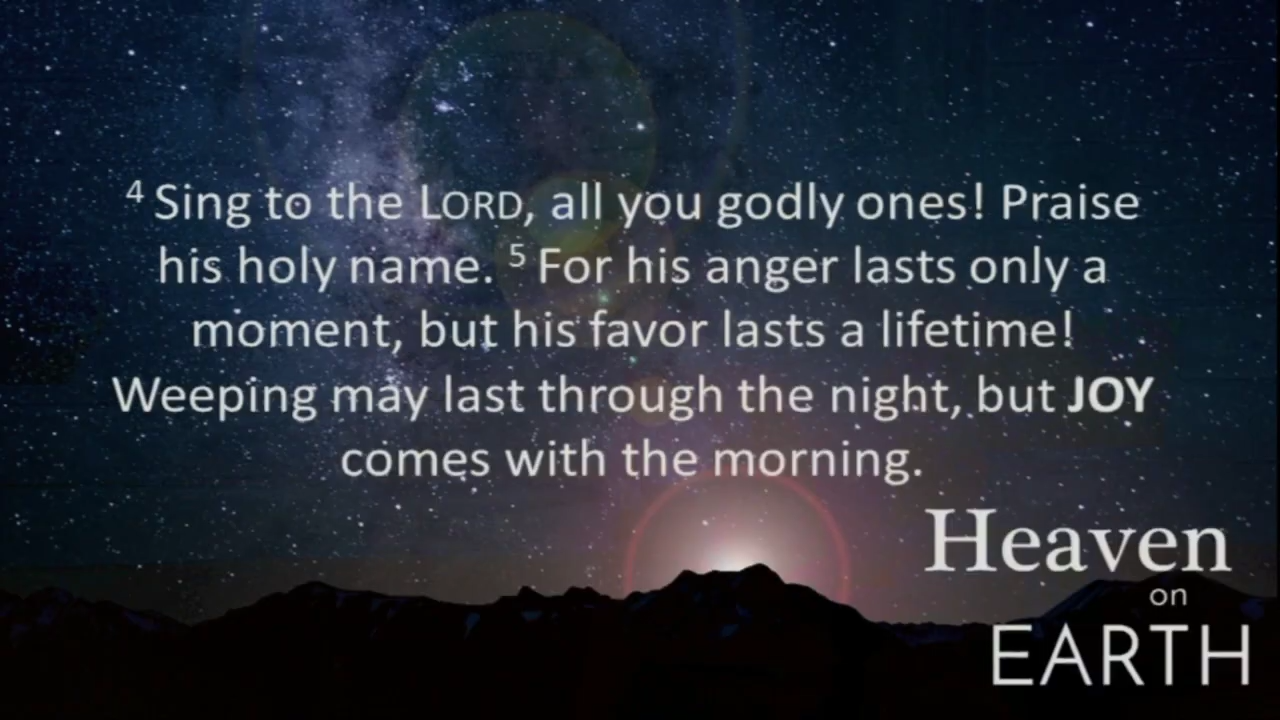 ⁴ Sing to the LORD, all you godly ones! Praise
his holy name. ⁵ For his anger lasts only a
moment, but his favor lasts a lifetime!
Weeping may last through the night, but JOY
comes with the morning.
Heaven
on
EARTH